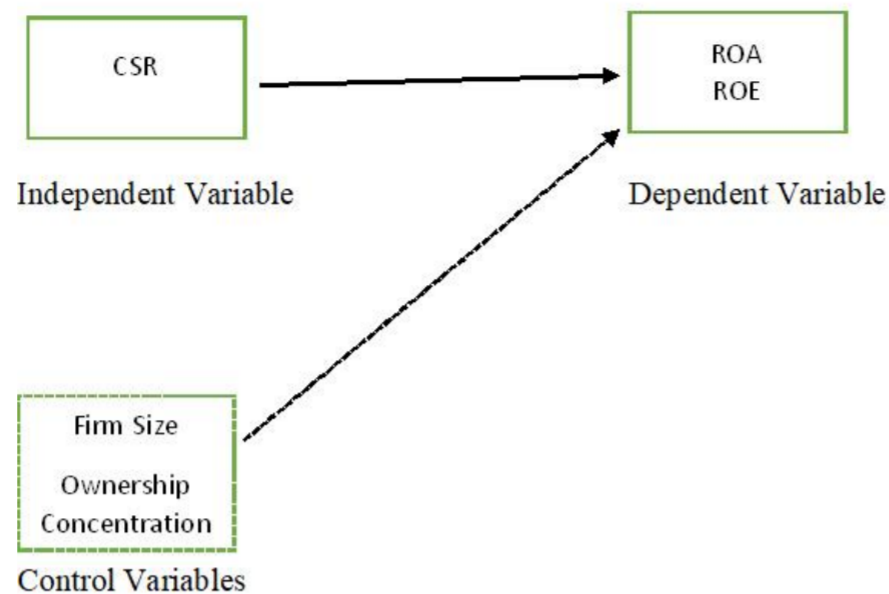 CSR
ROA
ROE
Independent Variable
Dependent Variable
Firm Size
Ownership
Concentration
Control Variables